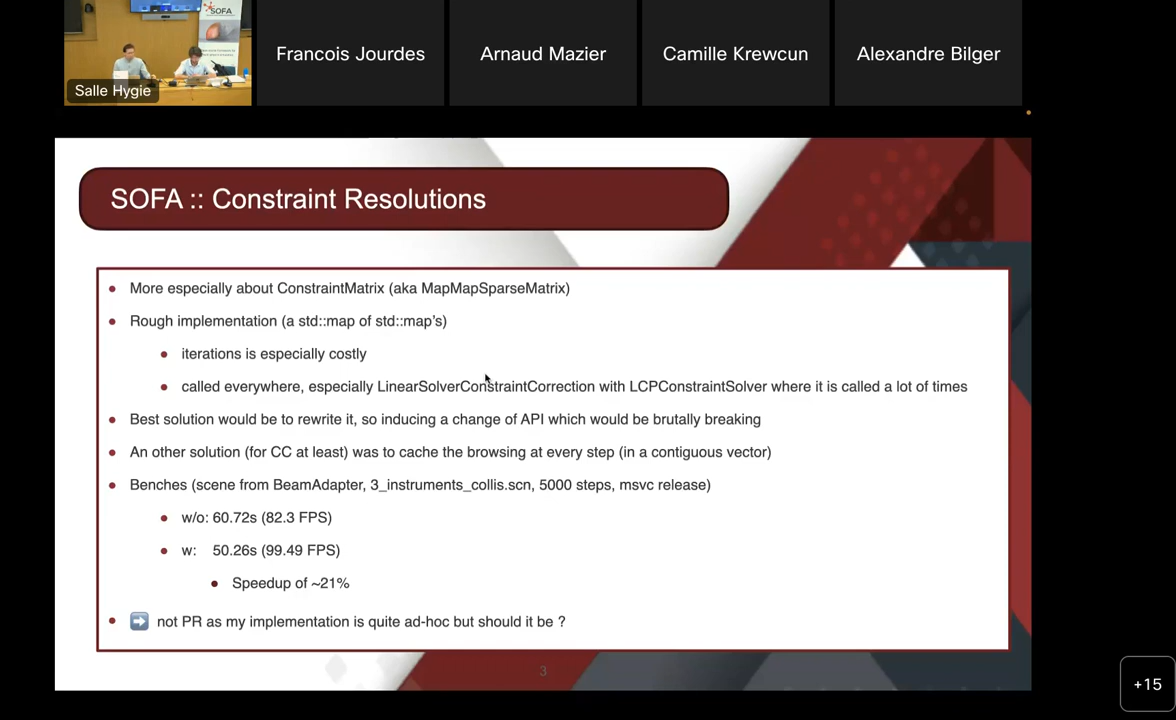 SOFA
Salle Hygie
Francois Jourdes
Arnaud Mazier
Camille Krewcun
Alexandre Bilger
SOFA :: Constraint Resolutions
More especially about ConstraintMatrix (aka MapMapSparseMatrix)
Rough implementation (a std::map of std::map's)
iterations is especially costly
called everywhere, especially LinearSolverConstraintCorrection with LCPConstraintSolver where it is called a lot of times
Best solution would be to rewrite it, so inducing a change of API which would be brutally breaking
An other solution (for CC at least) was to cache the browsing at every step (in a contiguous vector)
Benches (scene from BeamAdapter, 3_instruments_collis.scn, 5000 steps, msvc release)
w/o: 60.72s (82.3 FPS)
w: 50.26s (99.49 FPS)
Speedup of ~21%
➡ not PR as my implementation is quite ad-hoc but should it be ?
3
+15